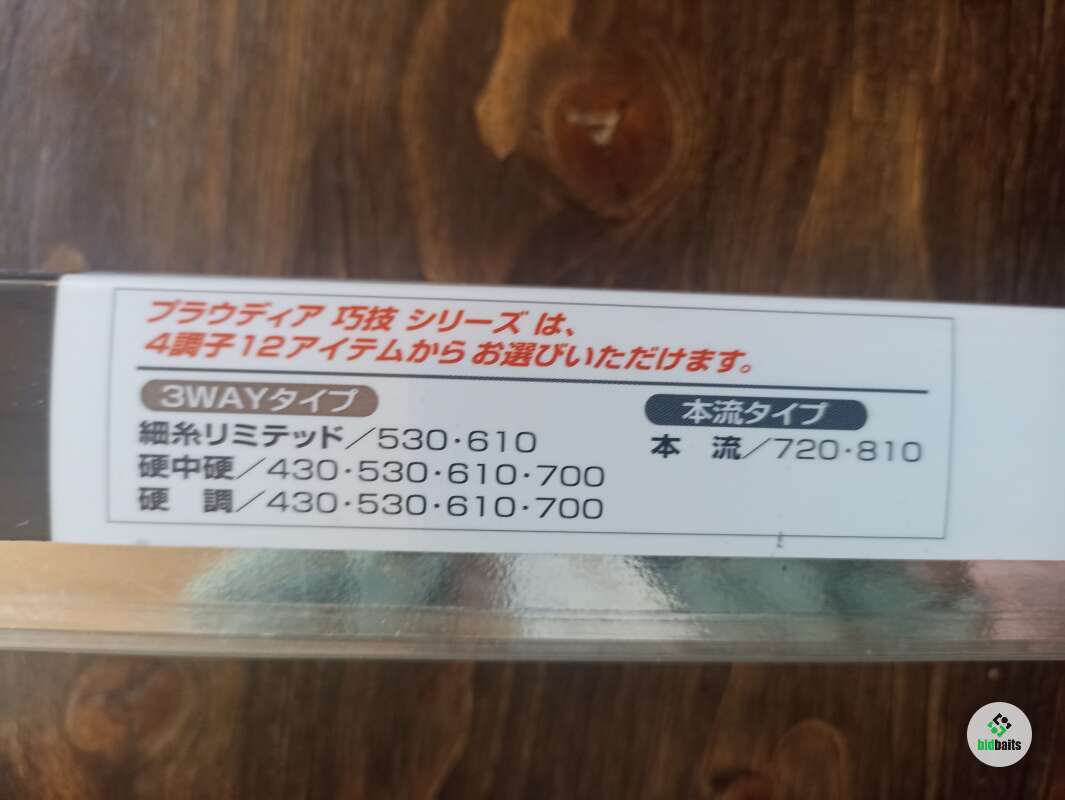 プラウディア 巧技 シリーズ は、
4調子12アイテムから お選びいただけます。
3WAYタイプ
細糸リミテッド／530・610
硬中硬／430・530・610・700
硬　調／430・530・610・700
本流タイプ
本　流／720・810
bidbaits